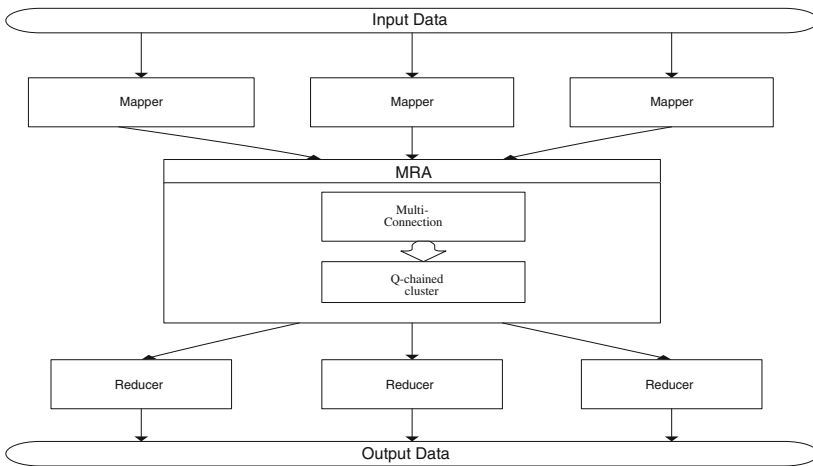 Input Data
Mapper
Mapper
Mapper
MRA
Multi-
Connection
Q-chained
cluster
Reducer
Reducer
Reducer
Output Data